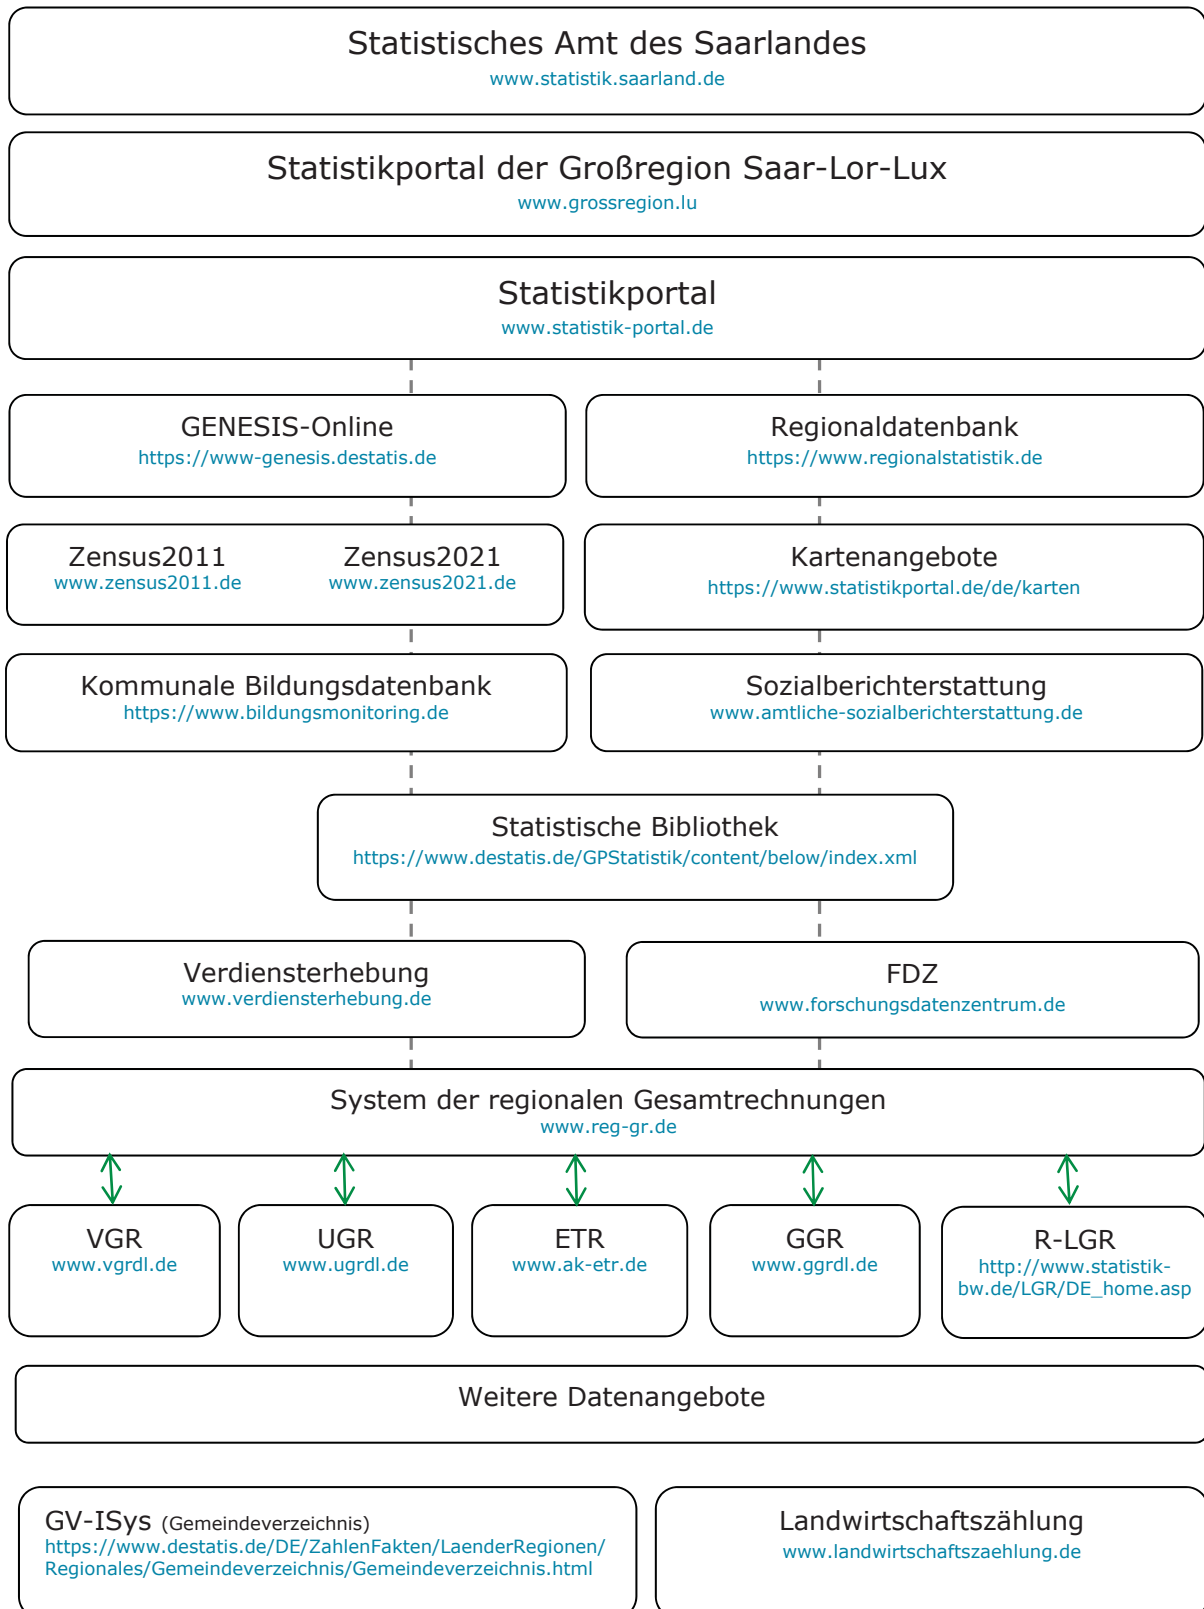 Statistisches Amt des Saarlandes
www.statistik.saarland.de
Statistikportal der Großregion Saar-Lor-Lux
www.grossregion.lu
Statistikportal
www.statistik-portal.de
GENESIS-Online
https://www-genesis.destatis.de
Regionaldatenbank
https://www.regionalstatistik.de
Zensus2011
www.zensus2011.de
Zensus2021
www.zensus2021.de
Kartenangebote
https://www.statistikportal.de/de/karten
Kommunale Bildungsdatenbank
https://www.bildungsmonitoring.de
Sozialberichterstattung
www.amtliche-sozialberichterstattung.de
Statistische Bibliothek
https://www.destatis.de/GPStatistik/content/below/index.xml
Verdiensterhebung
www.verdiensterhebung.de
FDZ
www.forschungsdatenzentrum.de
System der regionalen Gesamtrechnungen
www.reg-gr.de
VGR
www.vgrdl.de
UGR
www.ugrdl.de
ETR
www.ak-etr.de
GGR
www.ggrdl.de
R-LGR
http://www.statistik-
bw.de/LGR/DE_home.asp
Weitere Datenangebote
GV-ISys (Gemeindeverzeichnis)
https://www.destatis.de/DE/ZahlenFakten/LaenderRegionen/
Regionales/Gemeindeverzeichnis/Gemeindeverzeichnis.html
Landwirtschaftszählung
www.landwirtschaftszaehlung.de